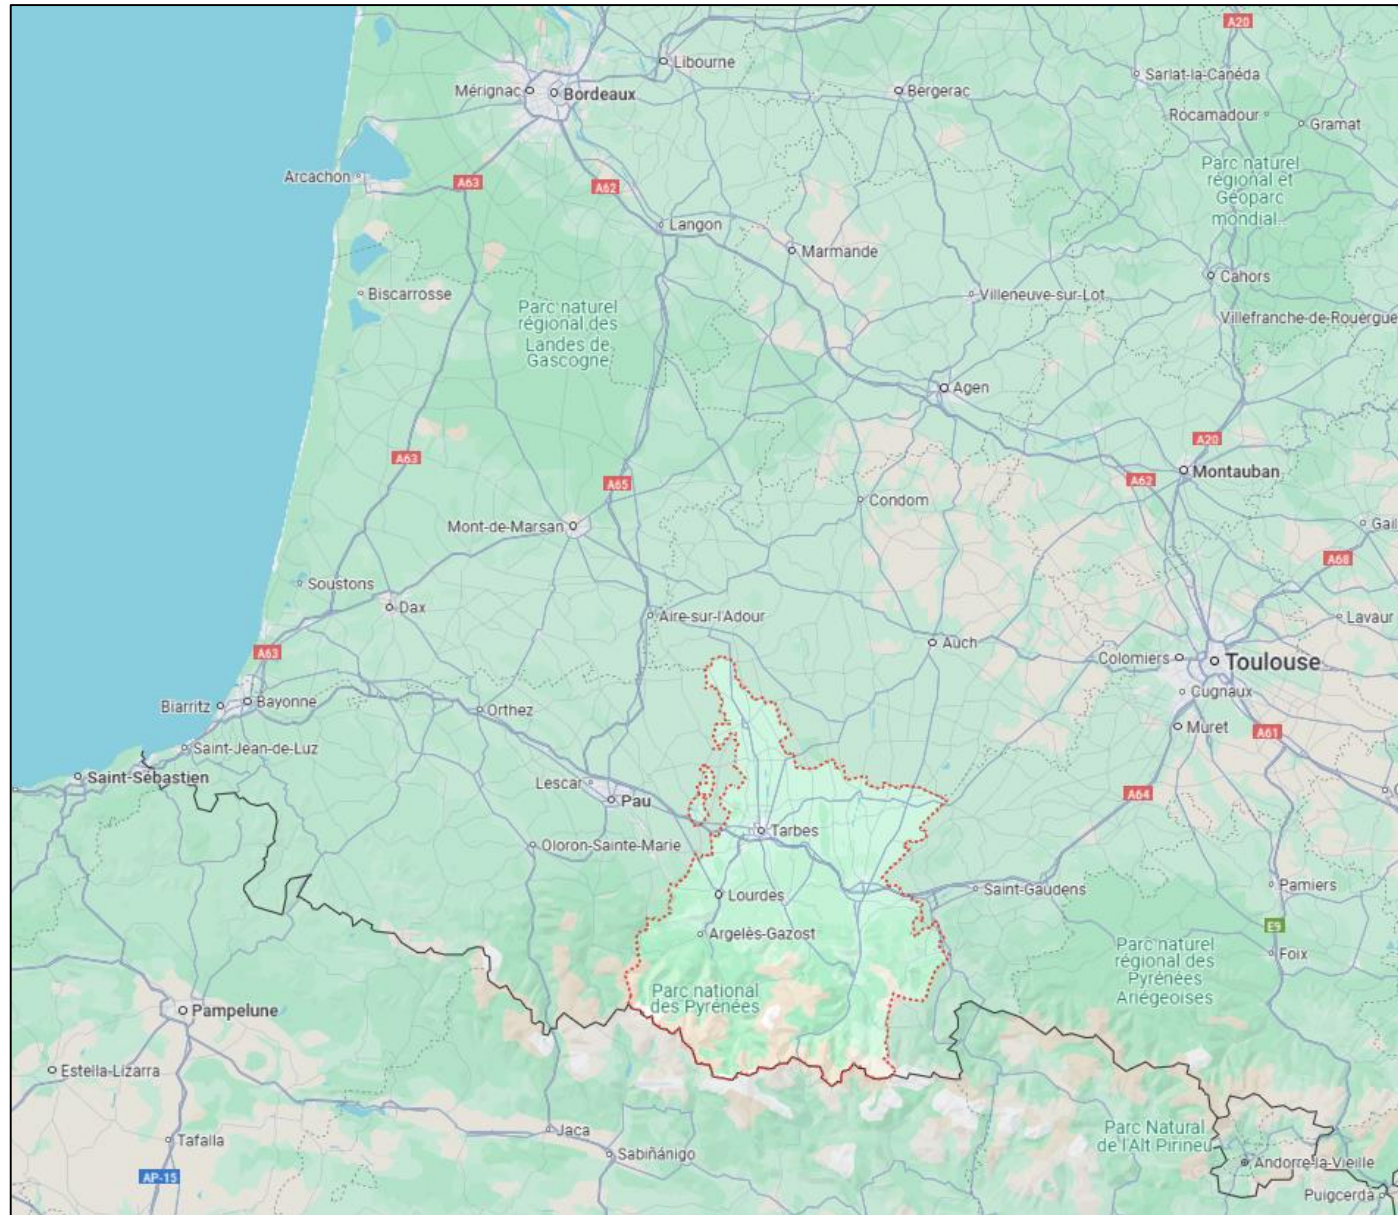 A20
Libourne
Sarlat-la-Canéda
Mérignac
Bordeaux
Bergerac
Rocamadour
Gramat
Parc naturel
régional et
Géoparc
mondial...
Arcachon
A63
A62
Langon
Marmande
Cahors
Biscarrosse
Villeneuve-sur-Lot
Parc naturel
régional des
Landes de
Gascogne
Villefranche-de-Rouergue
Agen
A20
A63
Montauban
A62
A65
Condom
Mont-de-Marsan
Gail
A68
Soustons
Dax
Aire-sur-l'Adour
Lavaur
Auch
A63
Colomiers
Toulouse
Cugnaux
Biarritz
Bayonne
Orthez
Muret
A61
Saint-Jean-de-Luz
Saint-Sébastien
Lescar
Pau
A64
Tarbes
Oloron-Sainte-Marie
Lourdes
Saint-Gaudens
Pamiers
Argelès-Gazost
E9
Parc naturel
régional des
Pyrénées
Ariégeoises
Foix
Parc national
des Pyrénées
Pampelune
Estella-Lizarra
Tafalla
Jaca
Parc Natural
de l'Alt Pirineu
Sabiñánigo
Andorre-la-Vieille
AP-15
Puigcerdà